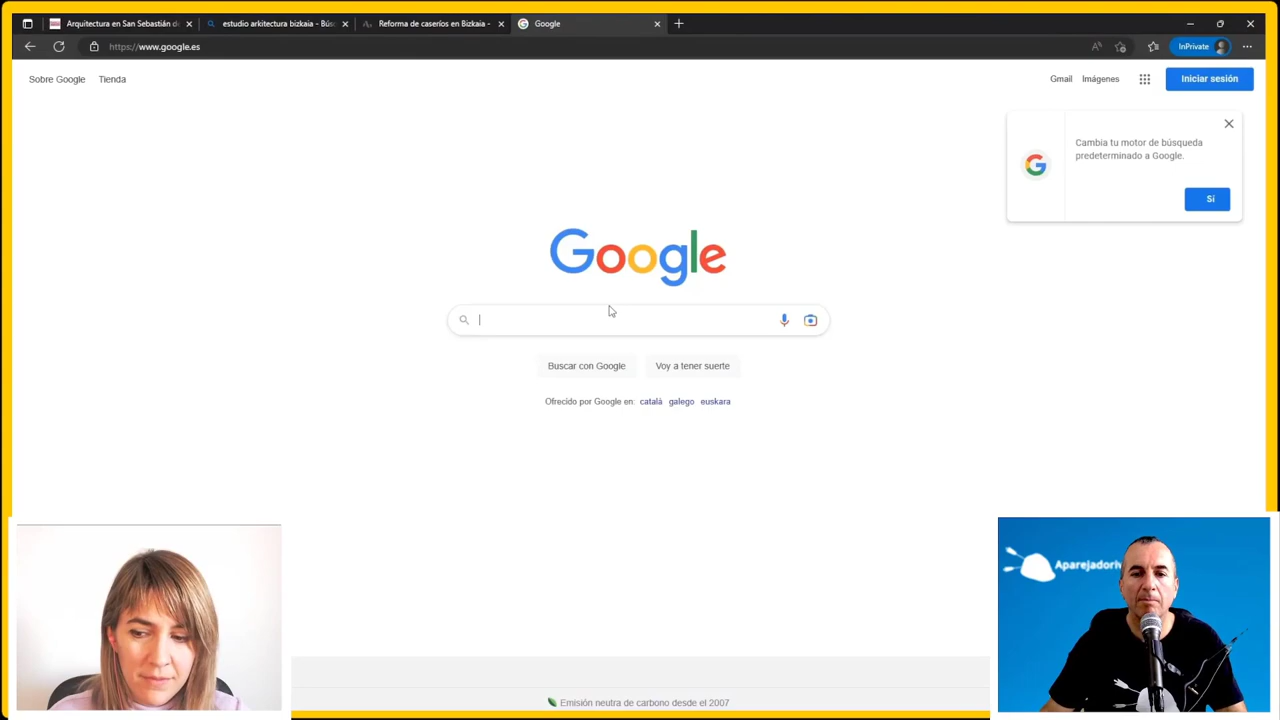 Arquitectura en San Sebastián de
estudio arkitektura bizkaia - Bús
Reforma de caseríos en Bizkaia -
Google
https://www.google.es
InPrivate
Sobre Google
Tienda
Gmail
Imágenes
Iniciar sesión
Cambia tu motor de búsqueda
predeterminado a Google.
Sí
Google
Buscar con Google
Voy a tener suerte
Ofrecido por Google en: català galego euskara
Emisión neutra de carbono desde el 2007